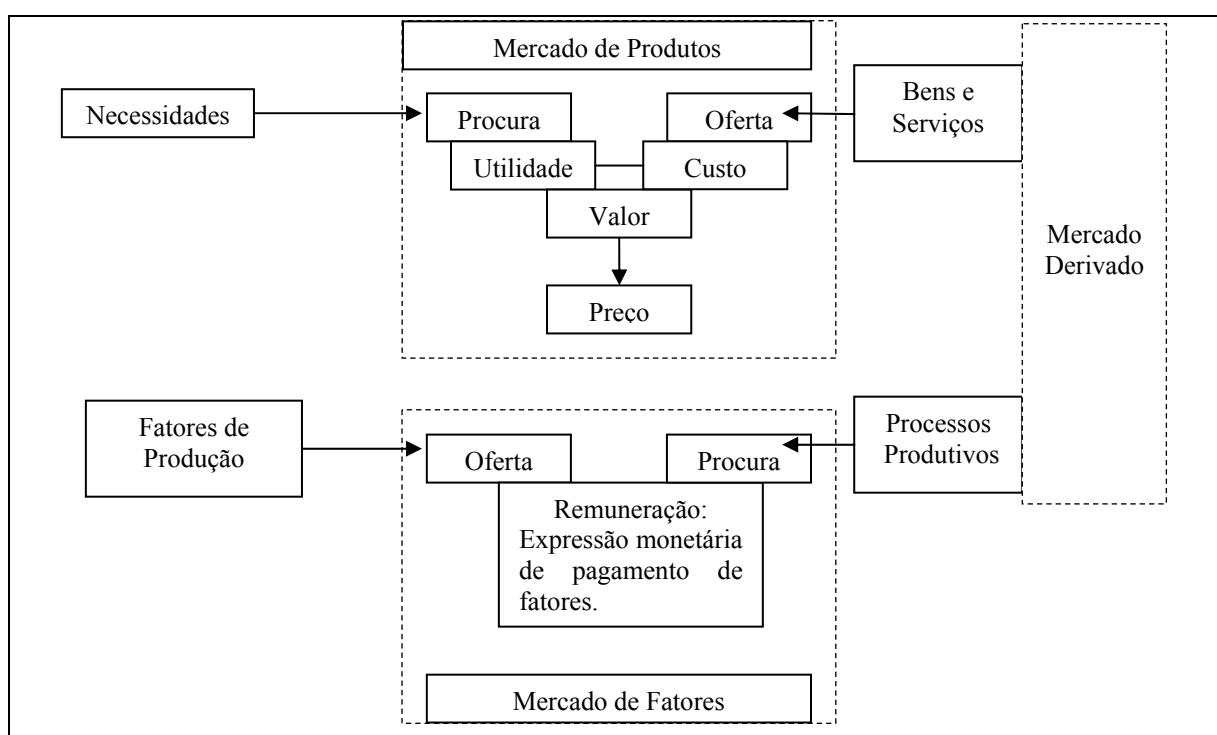 Mercado de Produtos
Necessidades
Procura
Oferta
Bens e
Serviços
Utilidade
Custo
Valor
Preço
Mercado
Derivado
Fatores de
Produção
Oferta
Procura
Processos
Produtivos
Remuneração:
Expressão monetária
de pagamento de
fatores.
Mercado de Fatores